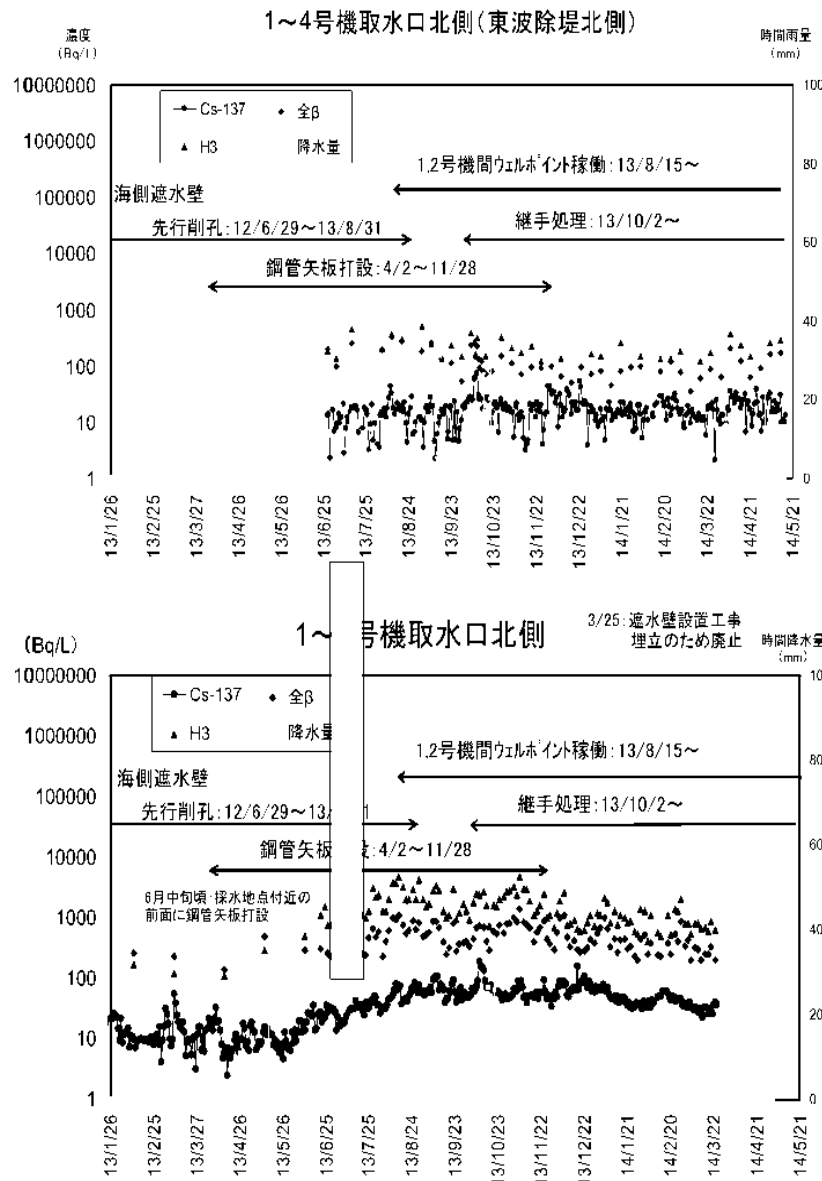 1~4号機取水口北側(東波除堤北側)
濃度
(Bq/L)
時間雨量
(mm)
10000000
1000000
100000
10000
1000
100
10
1
100
80
60
40
20
0
Cs-137 全β
H3 降水量
1,2号機間ウェルポイント稼働:13/8/15~
海側遮水壁
先行削孔:12/6/29~13/8/31
継手処理:13/10/2~
鋼管矢板打設:4/2~11/28
13/1/26
13/2/25
13/3/27
13/4/26
13/5/26
13/6/25
13/7/25
13/8/24
13/9/23
13/10/23
13/11/22
13/12/22
14/1/21
14/2/20
14/3/22
14/4/21
14/5/21
1~ 号機取水口北側
3/25:遮水壁設置工事
埋立のため廃止
(Bq/L)
時間降水量
(mm)
10000000
1000000
100000
10000
1000
100
10
1
10
80
60
40
20
0
Cs-137 全β
H3 降水量
1,2号機間ウェルポイント稼働:13/8/15~
海側遮水壁
先行削孔:12/6/29~13/ 1
継手処理:13/10/2~
鋼管矢板打 設:4/2~11/28
6月中旬頃・採水地点付近の
前面に鋼管矢板打設
13/1/26
13/2/25
13/3/27
13/4/26
13/5/26
13/6/25
13/7/25
13/8/24
13/9/23
13/10/23
13/11/22
13/12/22
14/1/21
14/2/20
14/3/22
14/4/21
14/5/21